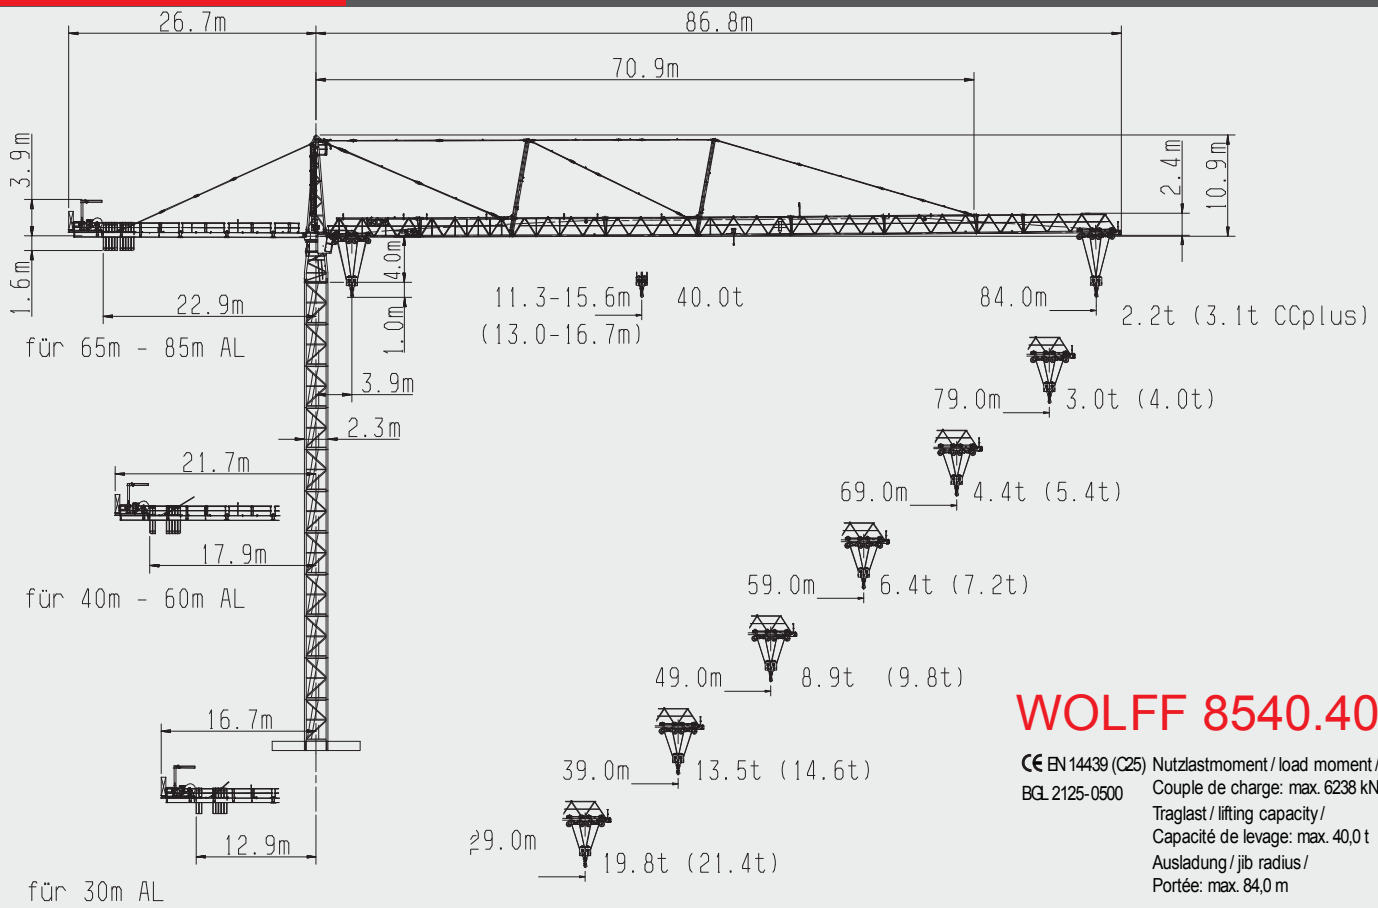 26.7m
86.8m
70.9m
3.9m
2.4m
10.9m
1.6m
4.0m
1.0m
22.9m
11.3-15.6m 40.0t
(13.0-16.7m)
84.0m
2.2t (3.1t CCplus)
für 65m - 85m AL
3.9m
79.0m 3.0t (4.0t)
2.3m
21.7m
69.0m 4.4t (5.4t)
17.9m
59.0m 6.4t (7.2t)
für 40m - 60m AL
49.0m 8.9t (9.8t)
16.7m
WOLFF 8540.40
39.0m 13.5t (14.6t)
CE EN 14439 (C25) Nutzlastmoment / load moment /
BGL 2125-0500 Couple de charge: max. 6238 kN
Traglast / lifting capacity /
Capacité de levage: max. 40,0 t
Ausladung / jib radius /
Portée: max. 84,0 m
12.9m
29.0m 19.8t (21.4t)
für 30m AL